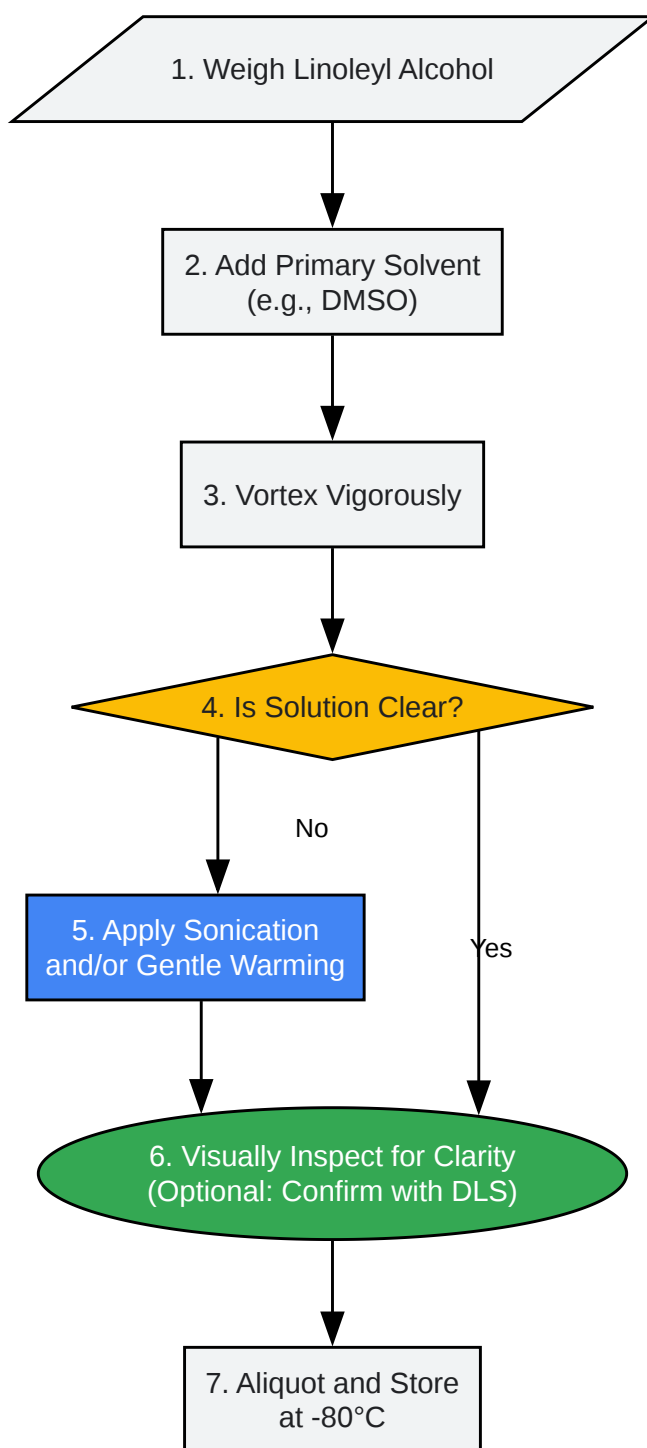 1. Weigh Linoleyl Alcohol
2. Add Primary Solvent
(e.g., DMSO)
3. Vortex Vigorously
4. Is Solution Clear?
No
5. Apply Sonication
and/or Gentle Warming
Yes
6. Visually Inspect for Clarity
(Optional: Confirm with DLS)
7. Aliquot and Store
at -80°C